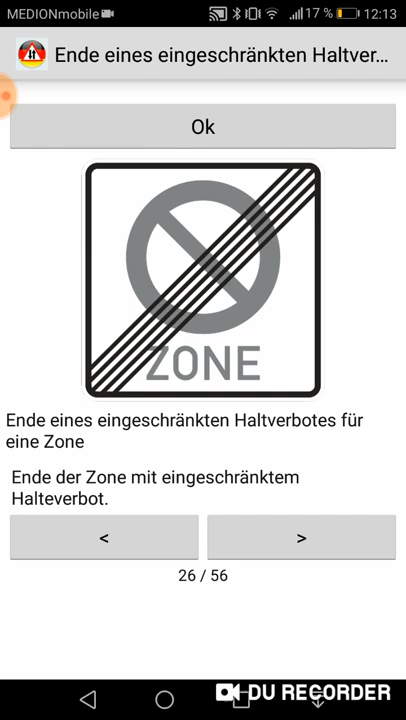 MEDIONmobile 17 % 12:13
Ende eines eingeschränkten Haltver...
Ok
ZONE
Ende eines eingeschränkten Haltverbotes für
eine Zone
Ende der Zone mit eingeschränktem
Halteverbot.
< >
26 / 56
DU RECORDER